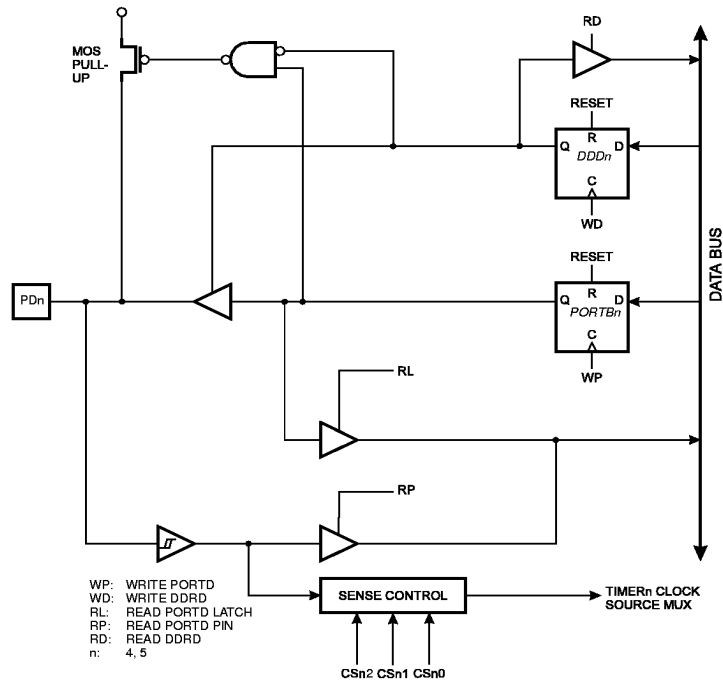 MOS
PULL-
UP
RD
RESET
R
Q
D
DDDn
C
WD
RESET
PDn
R
Q
D
PORTBn
C
WP
DATA BUS
RL
RP
WP: WRITE PORTD
WD: WRITE DDRD
RL: READ PORTD LATCH
RP: READ PORTD PIN
RD: READ DDRD
n: 4, 5
SENSE CONTROL
TIMERn CLOCK
SOURCE MUX
CSn2 CSn1 CSn0